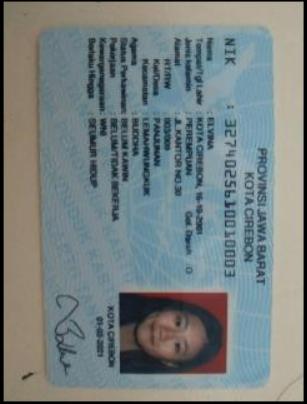 PROVINSI JAWA BARAT
KOTA CIREBON
NIK : 3274025610010003
Nama : ELVINA
Tempat/Tgl Lahir : KOTA CIREBON, 16-10-2001
Jenis kelamin : PEREMPUAN Gol. Darah : O
Alamat : JL.KANTOR NO.30
RT/RW : 003/009
Kel/Desa : PANJUNAN
Kecamatan : LEMAHWUNGKUK
Agama : BUDDHA
Status Perkawinan: BELUM KAWIN
Pekerjaan : BELUM/TIDAK BEKERJA
Kewarganegaraan: WNI
Berlaku Hingga : SEUMUR HIDUP
KOTA CIREBON
01-02-2021